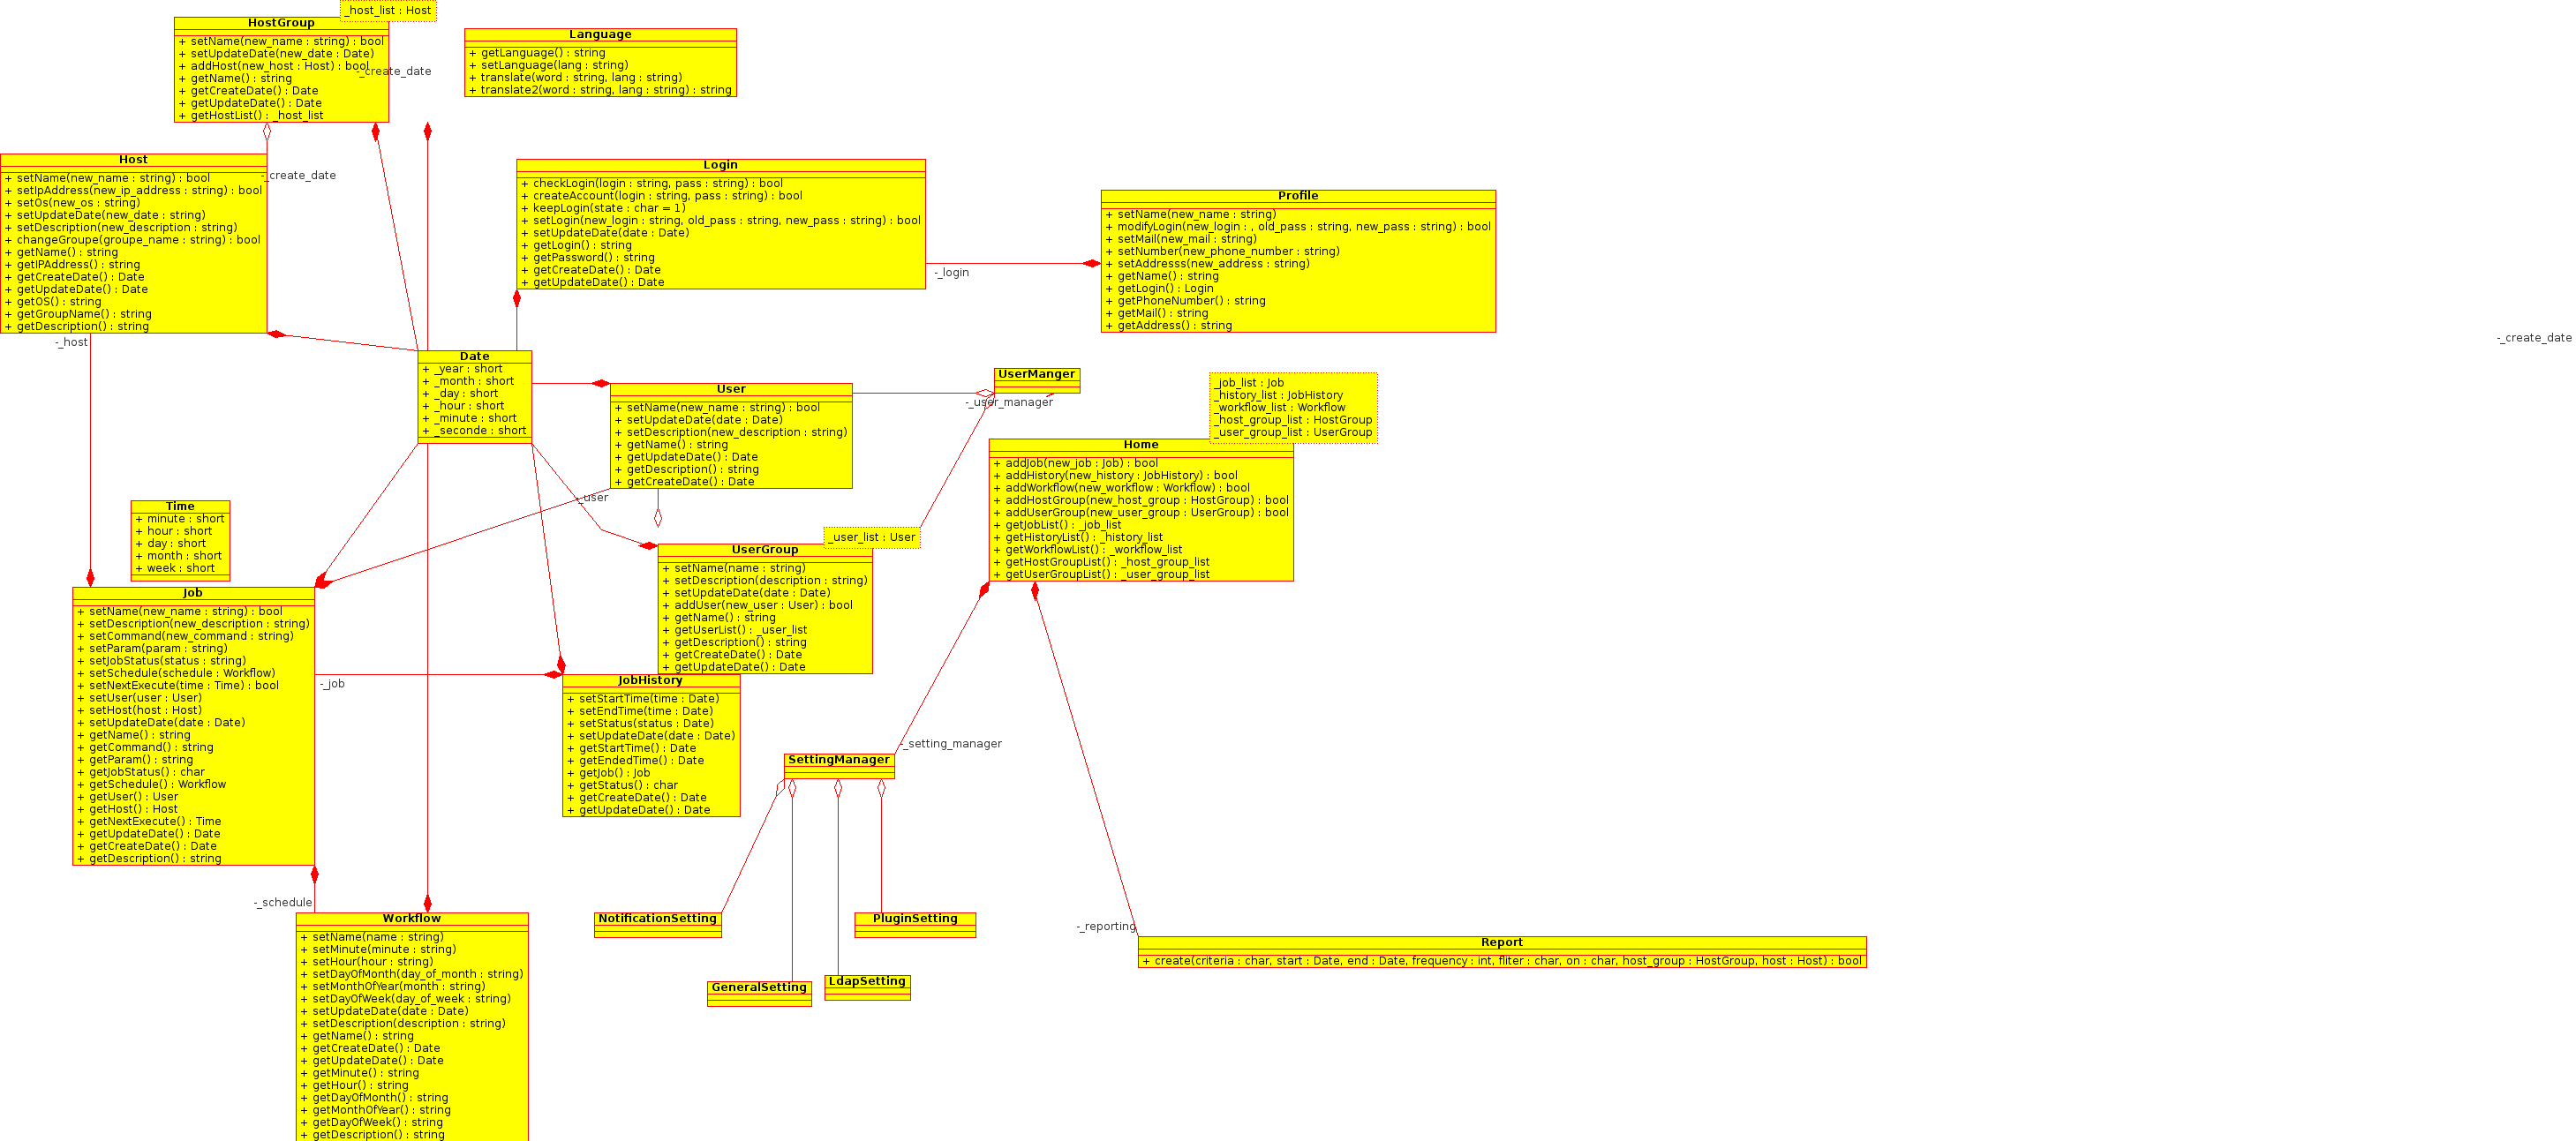 _host_list : Host
HostGroup
+ setName(new_name : string) : bool
+ setUpdateDate(new_date : Date)
+ addHost(new_host : Host) : bool
+ getName() : string
+ getCreateDate() : Date
+ getUpdateDate() : Date
+ getHostList() : _host_list
-_create_date
Language
+ getLanguage() : string
+ setLanguage(lang : string)
+ translate(word : string, lang : string)
+ translate2(word : string, lang : string) : string
Host
+ setName(new_name : string) : bool
+ setIpAddress(new_ip_address : string) : bool
+ setOs(new_os : string)
+ setUpdateDate(new_date : string)
+ setDescription(new_description : string)
+ changeGroupe(groupe_name : string) : bool
+ getName() : string
+ getIPAddress() : string
+ getCreateDate() : Date
+ getUpdateDate() : Date
+ getOS() : string
+ getGroupName() : string
+ getDescription() : string
-_create_date
-_host
Login
+ checkLogin(login : string, pass : string) : bool
+ createAccount(login : string, pass : string) : bool
+ keepLogin(state : char = 1)
+ setLogin(new_login : string, old_pass : string, new_pass : string) : bool
+ setUpdateDate(date : Date)
+ getLogin() : string
+ getPassword() : string
+ getCreateDate() : Date
+ getUpdateDate() : Date
-_login
Profile
+ setName(new_name : string)
+ modifyLogin(new_login : , old_pass : string, new_pass : string) : bool
+ setMail(new_mail : string)
+ setNumber(new_phone_number : string)
+ setAddresss(new_address : string)
+ getName() : string
+ getLogin() : Login
+ getPhoneNumber() : string
+ getMail() : string
+ getAddress() : string
-_create_date
Date
+ _year : short
+ _month : short
+ _day : short
+ _hour : short
+ _minute : short
+ _seconde : short
User
+ setName(new_name : string) : bool
+ setUpdateDate(date : Date)
+ setDescription(new_description : string)
+ getName() : string
+ getUpdateDate() : Date
+ getDescription() : string
+ getCreateDate() : Date
-_user
UserManger
-_user_manager
_job_list : Job
_history_list : JobHistory
_workflow_list : Workflow
_host_group_list : HostGroup
_user_group_list : UserGroup
Home
+ addJob(new_job : Job) : bool
+ addHistory(new_history : JobHistory) : bool
+ addWorkflow(new_workflow : Workflow) : bool
+ addHostGroup(new_host_group : HostGroup) : bool
+ addUserGroup(new_user_group : UserGroup) : bool
+ getJobList() : _job_list
+ getHistoryList() : _history_list
+ getWorkflowList() : _workflow_list
+ getHostGroupList() : _host_group_list
+ getUserGroupList() : _user_group_list
Time
+ minute : short
+ hour : short
+ day : short
+ month : short
+ week : short
_user_list : User
UserGroup
+ setName(name : string)
+ setDescription(description : string)
+ setUpdateDate(date : Date)
+ addUser(new_user : User) : bool
+ getName() : string
+ getUserList() : _user_list
+ getDescription() : string
+ getCreateDate() : Date
+ getUpdateDate() : Date
Job
+ setName(new_name : string) : bool
+ setDescription(new_description : string)
+ setCommand(new_command : string)
+ setParam(param : string)
+ setJobStatus(status : string)
+ setSchedule(schedule : Workflow)
+ setNextExecute(time : Time) : bool
+ setUser(user : User)
+ setHost(host : Host)
+ setUpdateDate(date : Date)
+ getName() : string
+ getCommand() : string
+ getParam() : string
+ getJobStatus() : char
+ getSchedule() : Workflow
+ getUser() : User
+ getHost() : Host
+ getNextExecute() : Time
+ getUpdateDate() : Date
+ getCreateDate() : Date
+ getDescription() : string
-_job
JobHistory
+ setStartTime(time : Date)
+ setEndTime(time : Date)
+ setStatus(status : Date)
+ setUpdateDate(date : Date)
+ getStartTime() : Date
+ getEndedTime() : Date
+ getJob() : Job
+ getStatus() : char
+ getCreateDate() : Date
+ getUpdateDate() : Date
-_setting_manager
SettingManager
-_schedule
Workflow
+ setName(name : string)
+ setMinute(minute : string)
+ setHour(hour : string)
+ setDayOfMonth(day_of_month : string)
+ setMonthOfYear(month : string)
+ setDayOfWeek(day_of_week : string)
+ setUpdateDate(date : Date)
+ setDescription(description : string)
+ getName() : string
+ getCreateDate() : Date
+ getUpdateDate() : Date
+ getMinute() : string
+ getHour() : string
+ getDayOfMonth() : string
+ getMonthOfYear() : string
+ getDayOfWeek() : string
+ getDescription() : string
NotificationSetting
PluginSetting
GeneralSetting
LdapSetting
-_reporting
Report
+ create(criteria : char, start : Date, end : Date, frequency : int, fliter : char, on : char, host_group : HostGroup, host : Host) : bool